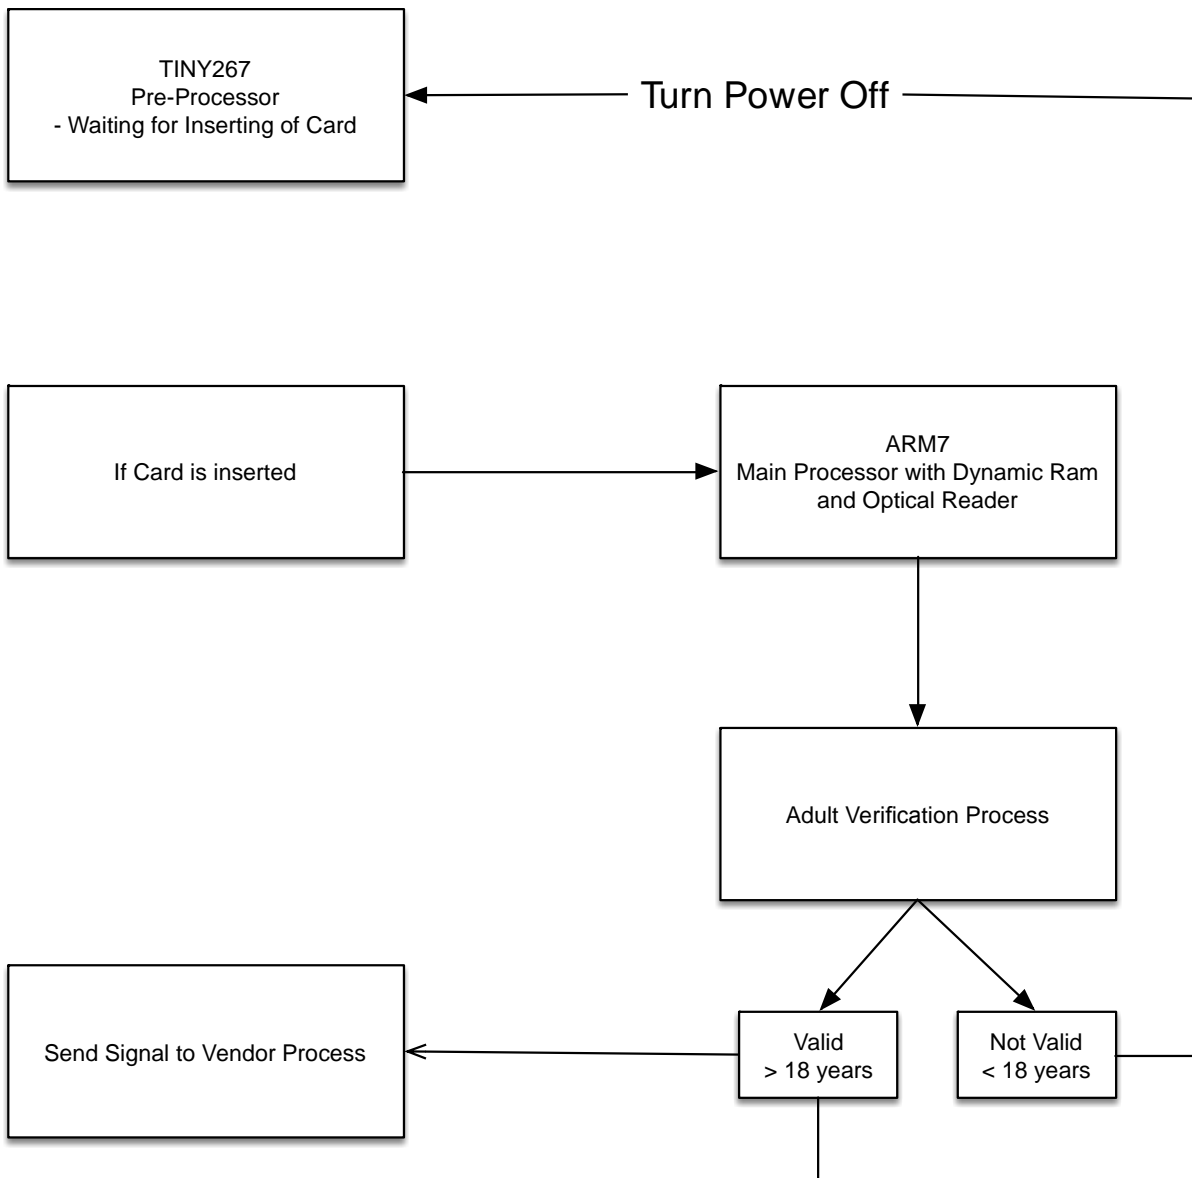 TINY267
Pre-Processor
- Waiting for Inserting of Card
Turn Power Off
If Card is inserted
ARM7
Main Processor with Dynamic Ram
and Optical Reader
Adult Verification Process
Send Signal to Vendor Process
Valid
> 18 years
Not Valid
< 18 years